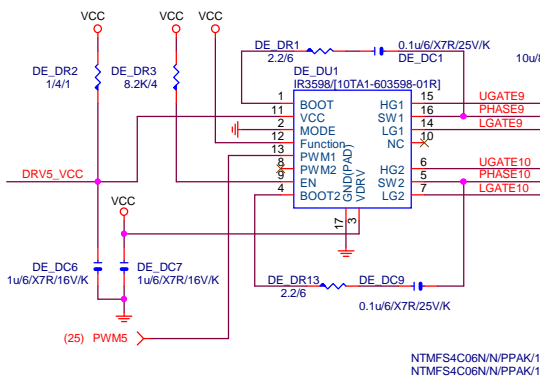 VCC
VCC
VCC
DE_DR1
2.2/6
0.1u/6/X7R/25V/K
DE_DC1
10u/8
DE_DR2
1/4/1
DE_DR3
8.2K/4
DE_DU1
IR3598/[10TA1-603598-01R]
1
BOOT
HG1
15
UGATE9
11
VCC
SW1
16
PHASE9
2
MODE
LG1
14
LGATE9
12
Function
NC
10
13
PWM1
8
PWM2
HG2
6
UGATE10
9
EN
SW2
5
PHASE10
4
BOOT2
LG2
7
LGATE10
GND(PAD)
VDRV
17
3
DRV5_VCC
VCC
DE_DC6
1u/6/X7R/16V/K
DE_DC7
1u/6/X7R/16V/K
DE_DR13
2.2/6
DE_DC9
0.1u/6/X7R/25V/K
(25) PWM5
NTMFS4C06N/N/PPAK/1
NTMFS4C06N/N/PPAK/1